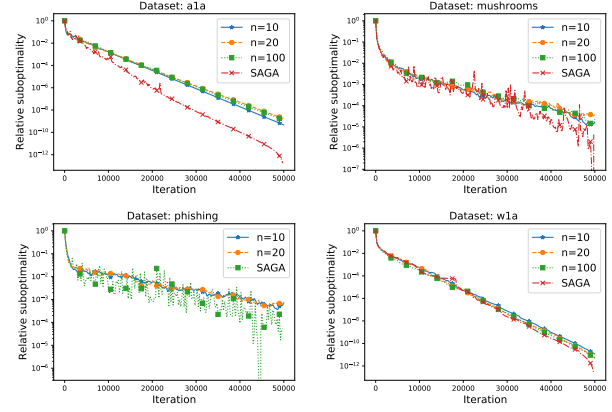 Dataset: a1a
Relative suboptimality
10^0
10^-2
10^-4
10^-6
10^-8
10^-10
10^-12
n=10
n=20
n=100
SAGA
0 10000 20000 30000 40000 50000
Iteration
Dataset: mushrooms
Relative suboptimality
10^0
10^-1
10^-2
10^-3
10^-4
10^-5
10^-6
10^-7
n=10
n=20
n=100
SAGA
0 10000 20000 30000 40000 50000
Iteration
Dataset: phishing
Relative suboptimality
10^0
10^-1
10^-2
10^-3
10^-4
10^-5
10^-6
n=10
n=20
SAGA
0 10000 20000 30000 40000 50000
Iteration
Dataset: w1a
Relative suboptimality
10^0
10^-2
10^-4
10^-6
10^-8
10^-10
10^-12
n=10
n=20
n=100
SAGA
0 10000 20000 30000 40000 50000
Iteration